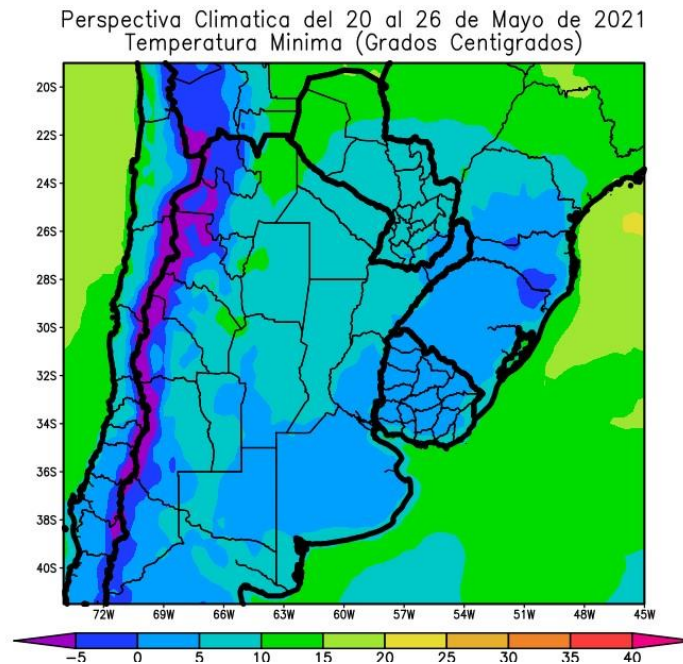 Perspectiva Climatica del 20 al 26 de Mayo de 2021
Temperatura Minima (Grados Centigrados)
20S
22S
24S
26S
28S
30S
32S
34S
36S
38S
40S
72W 69W 66W 63W 60W 57W 54W 51W 48W 45W
-5 0 5 10 15 20 25 30 35 40